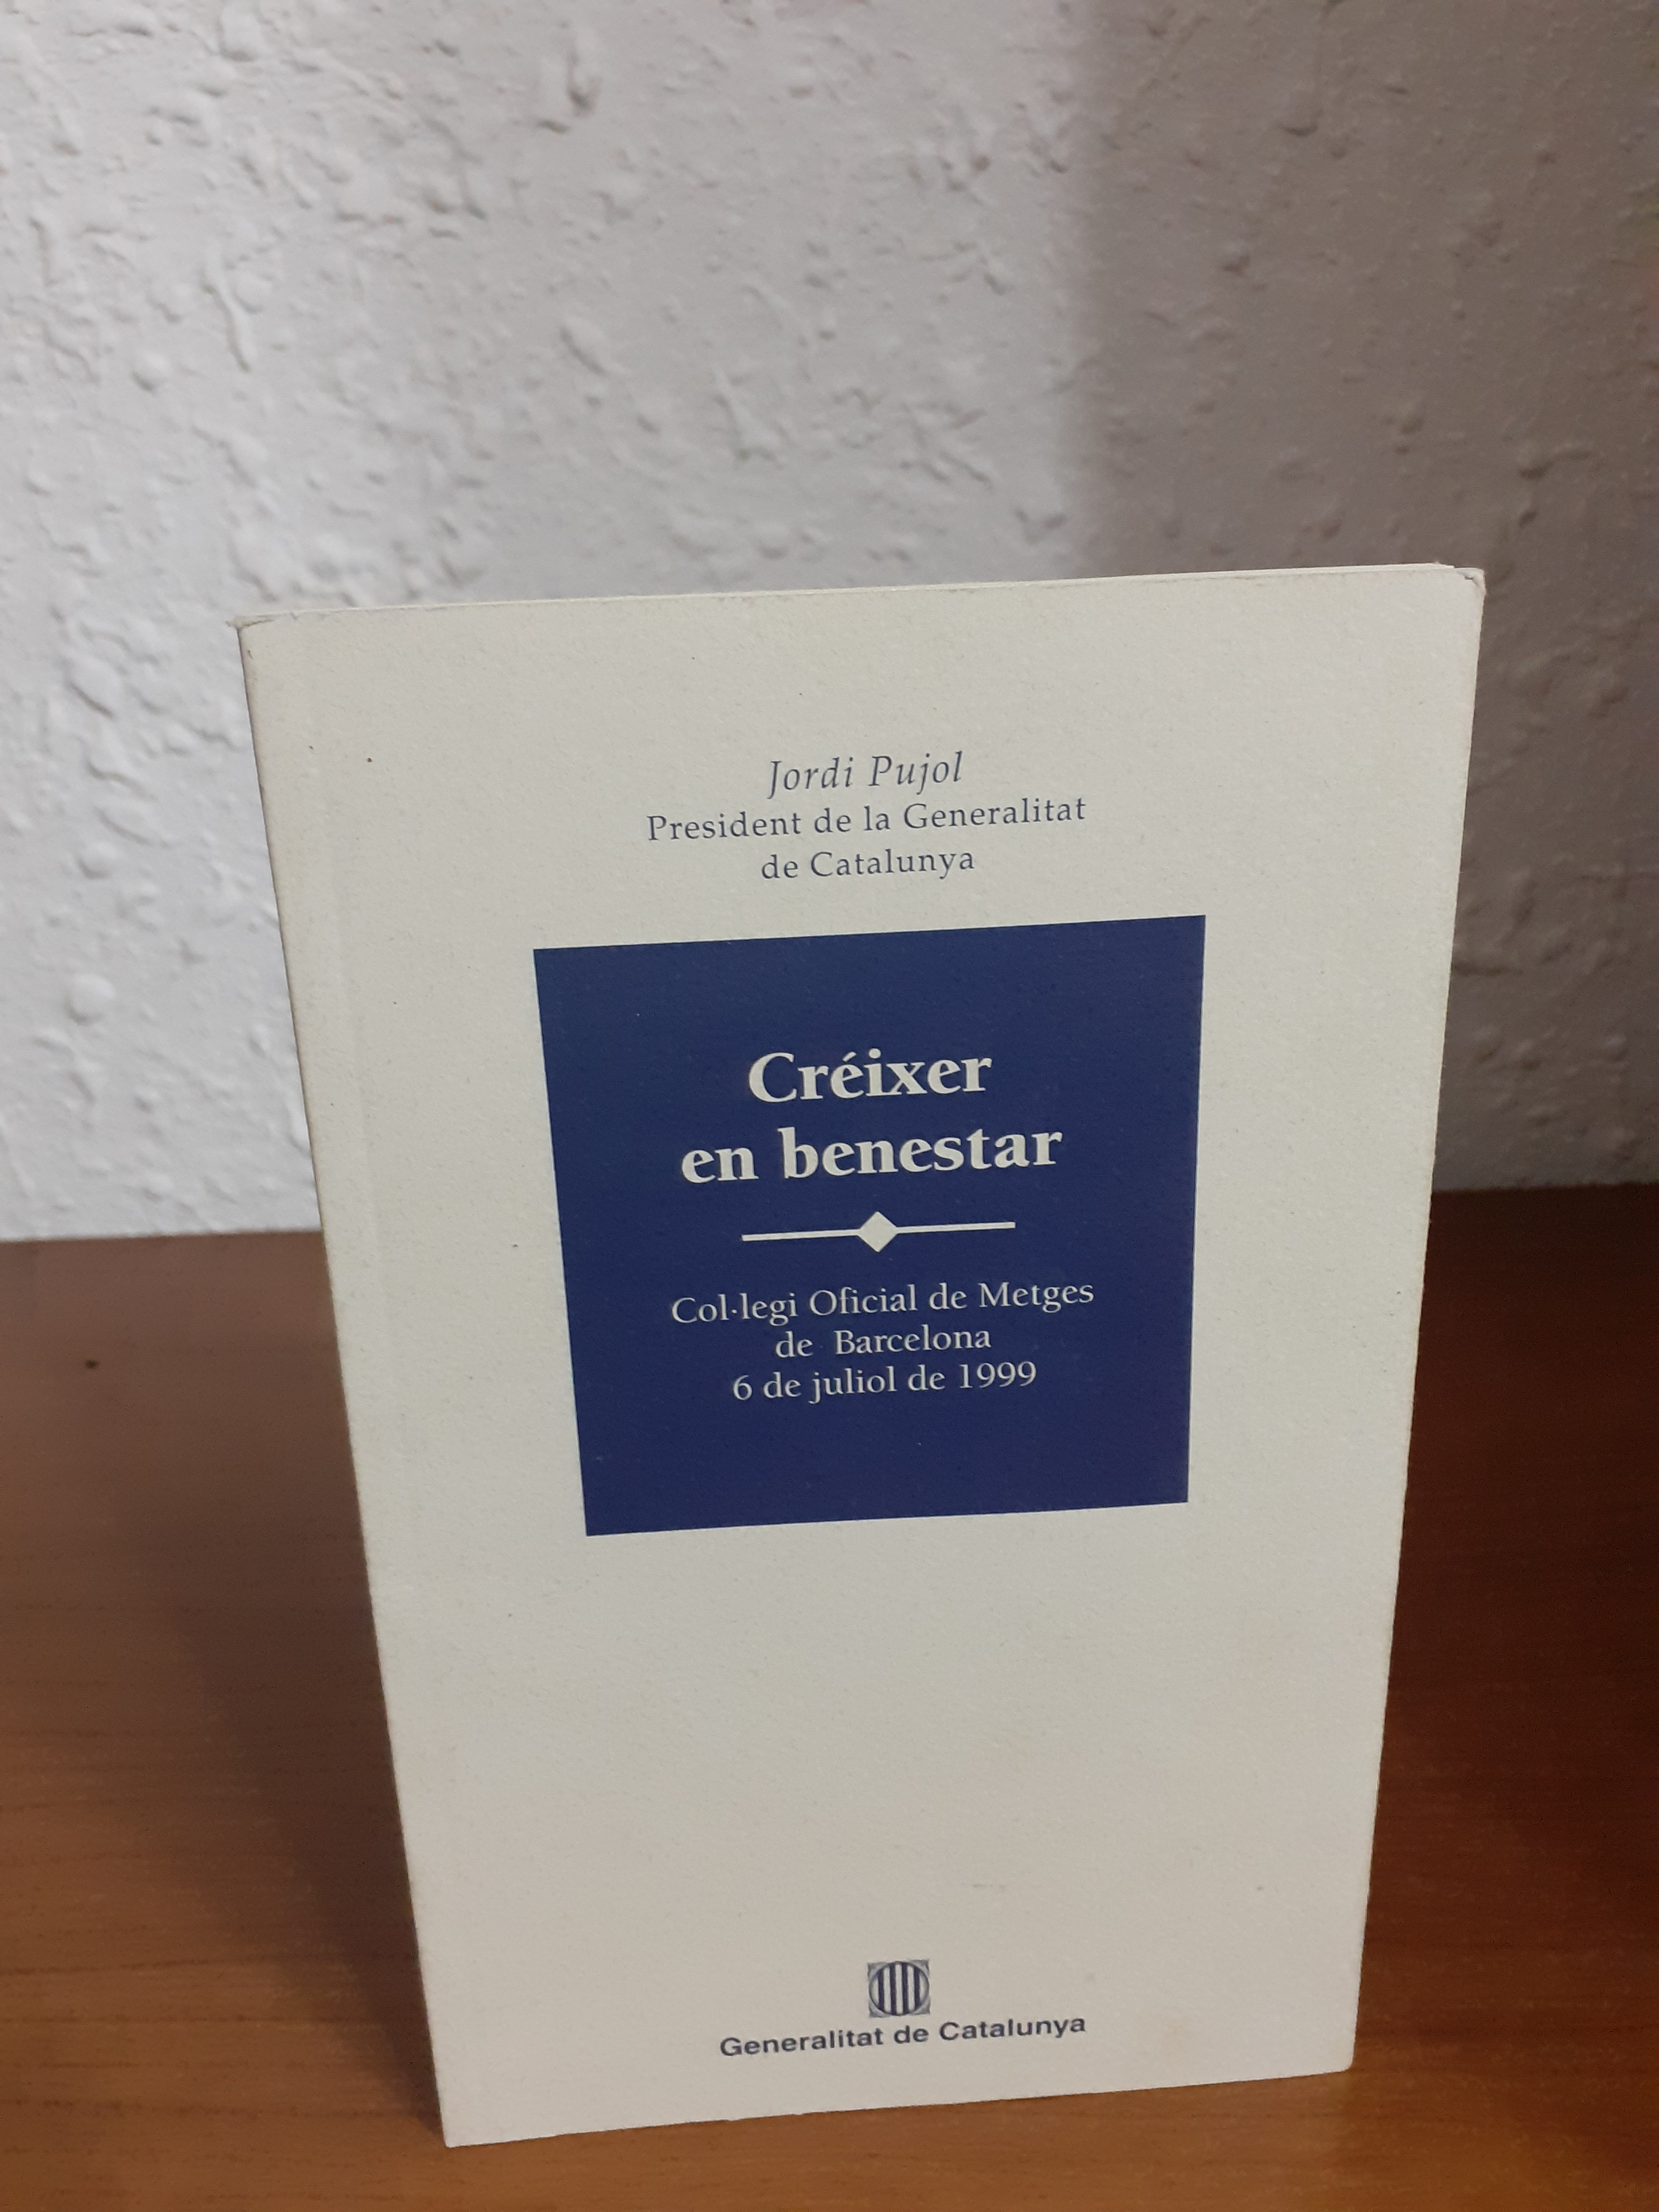 Jordi Pujol
President de la Generalitat
de Catalunya
Créixer
en benestar
Col·legi Oficial de Metges
de Barcelona
6 de juliol de 1999
Generalitat de Catalunya